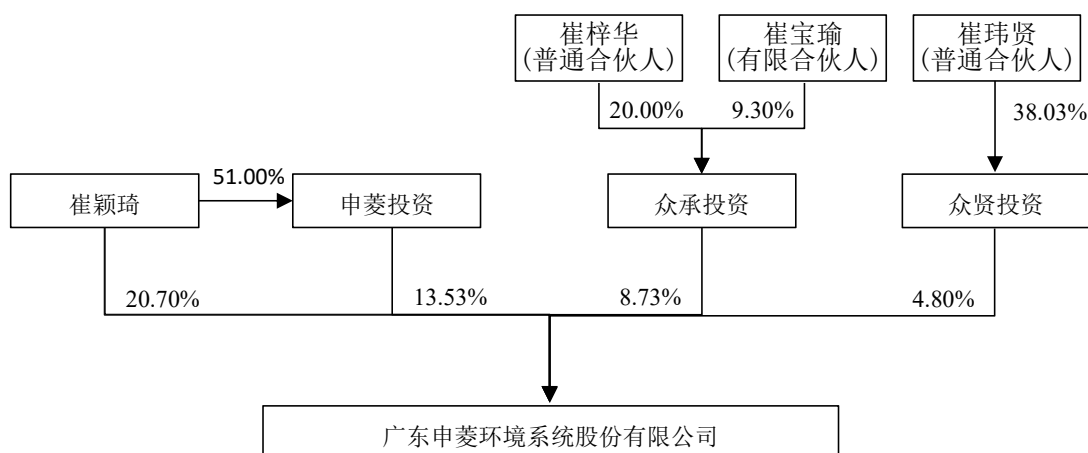 崔梓华
(普通合伙人)
崔宝瑜
(有限合伙人)
崔玮贤
(普通合伙人)
20.00%
9.30%
38.03%
51.00%
崔颖琦
申菱投资
众承投资
众贤投资
20.70%
13.53%
8.73%
4.80%
广东申菱环境系统股份有限公司